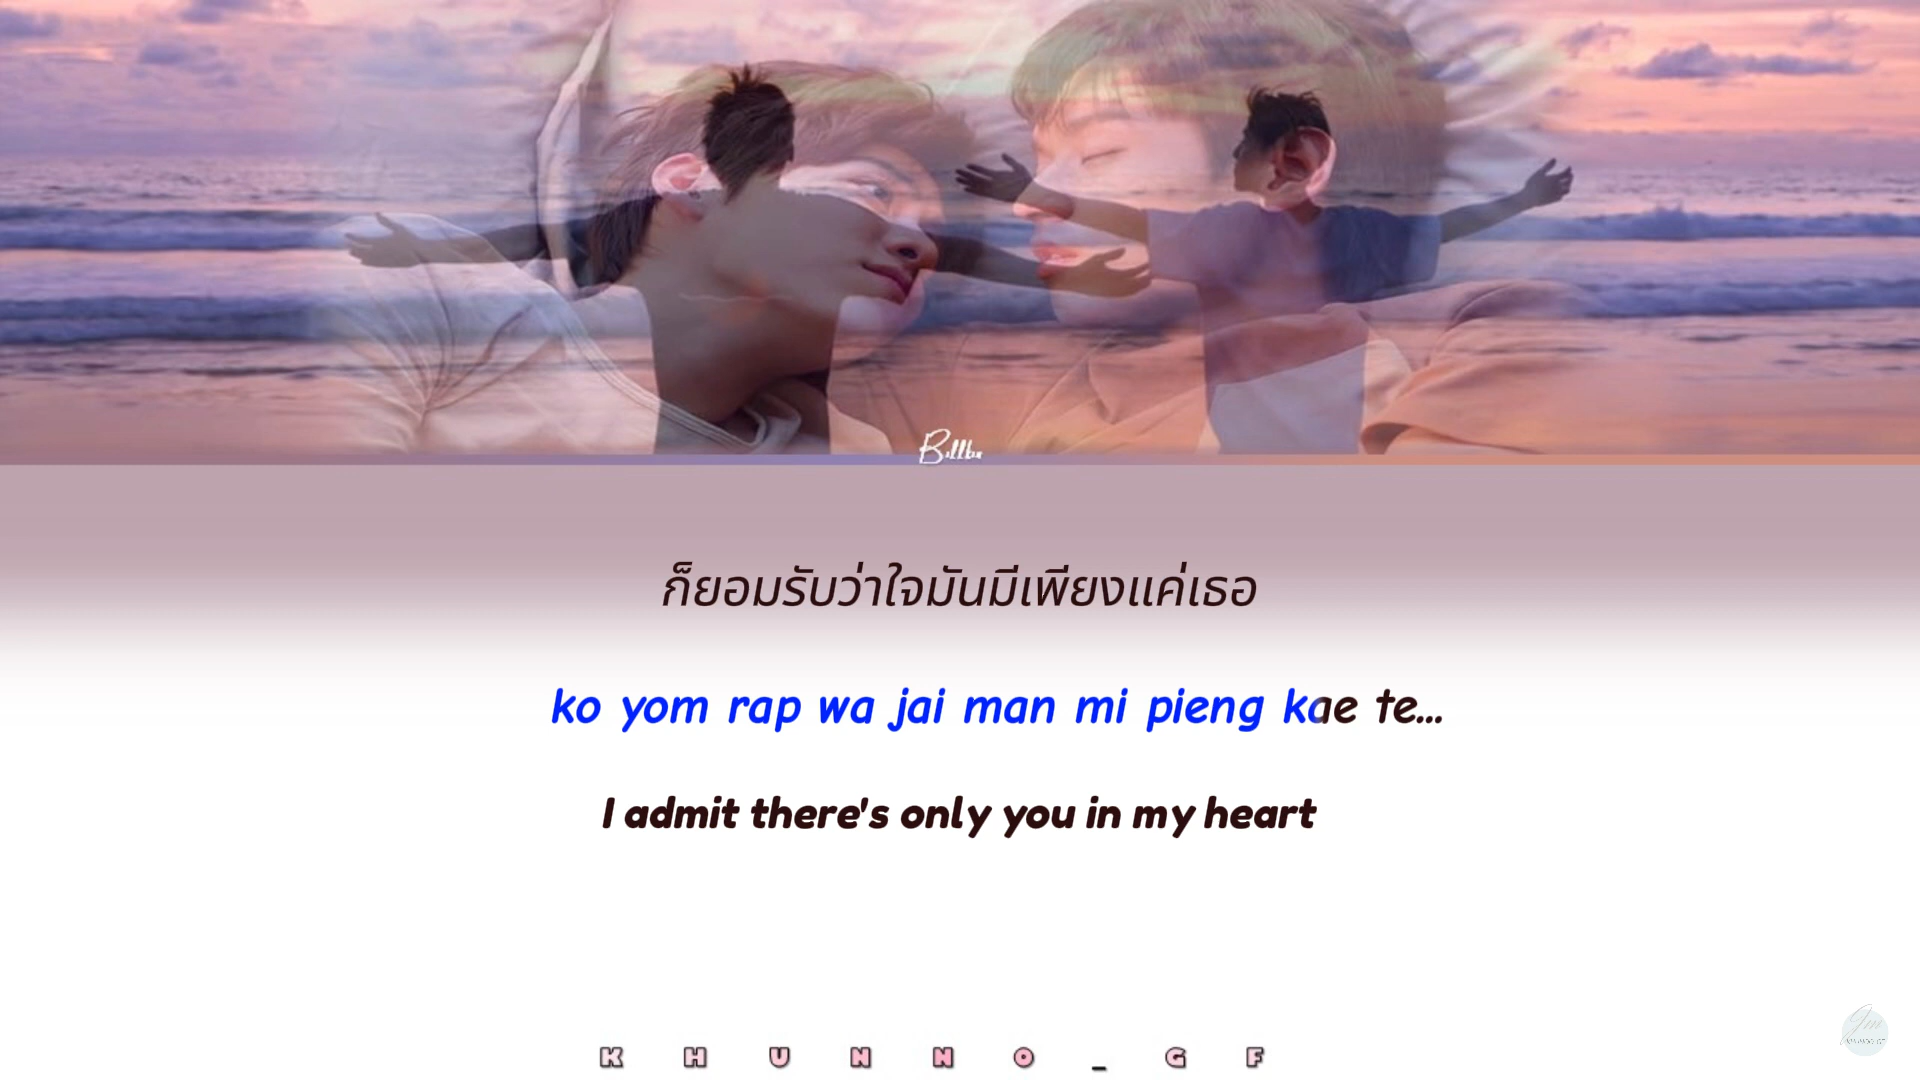 Billkin
ก็ยอมรับว่าใจมันมีเพียงแค่เธอ
ko yom rap wa jai man mi pieng kae te...
I admit there's only you in my heart
KHUNNO_GF